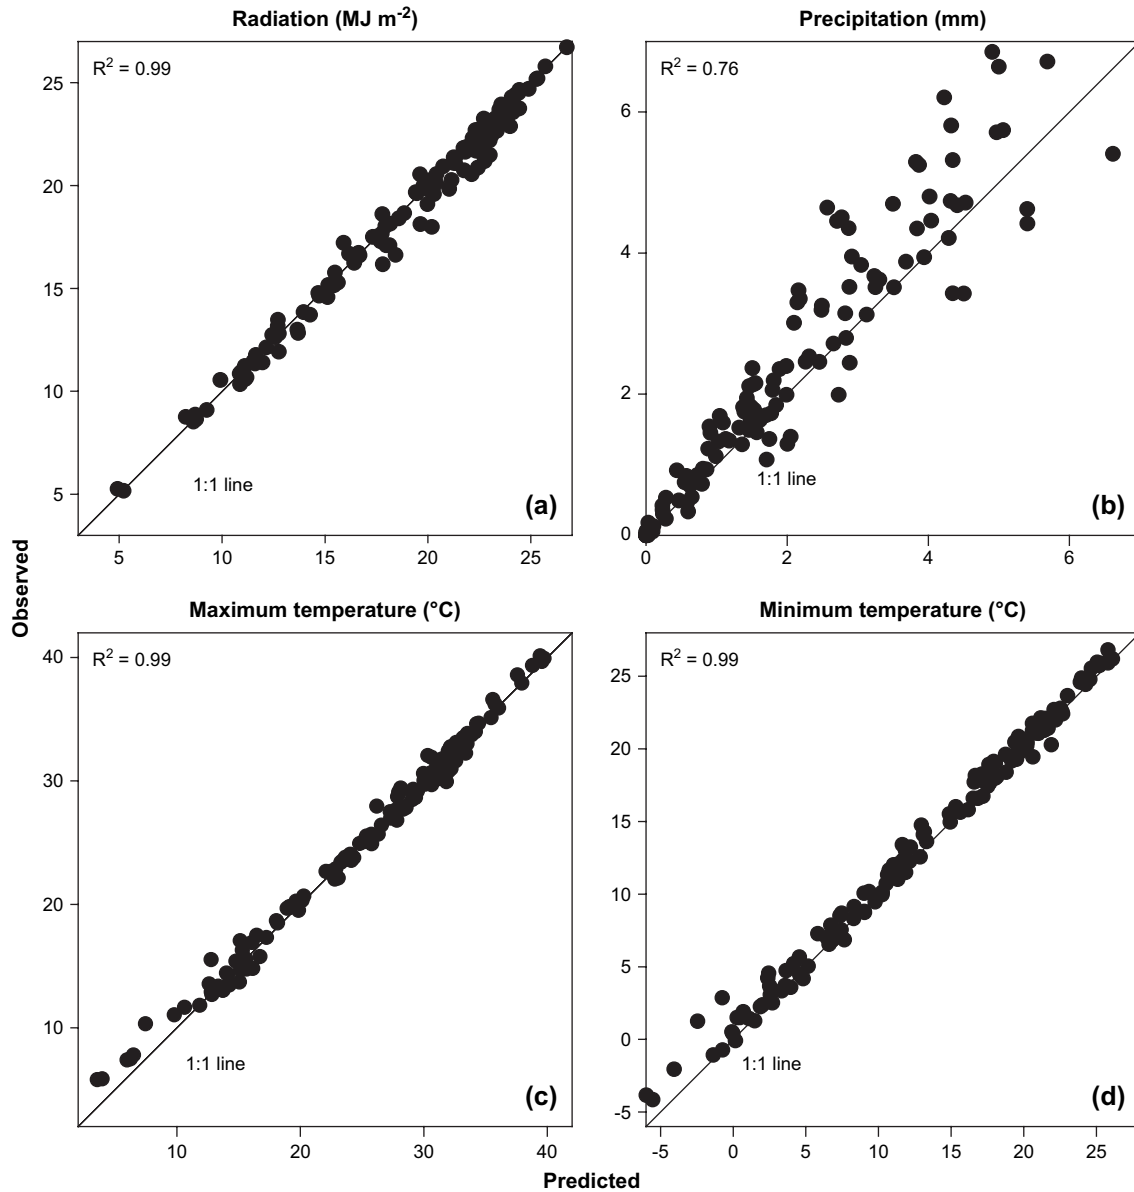 Radiation (MJ m⁻²)
R² = 0.99
25
20
15
10
5
1:1 line
(a)
5 10 15 20 25
Precipitation (mm)
R² = 0.76
6
4
2
0
1:1 line
(b)
0 2 4 6
Observed
Maximum temperature (°C)
R² = 0.99
40
30
20
10
1:1 line
(c)
10 20 30 40
Minimum temperature (°C)
R² = 0.99
25
20
15
10
5
0
-5
1:1 line
(d)
-5 0 5 10 15 20 25
Predicted